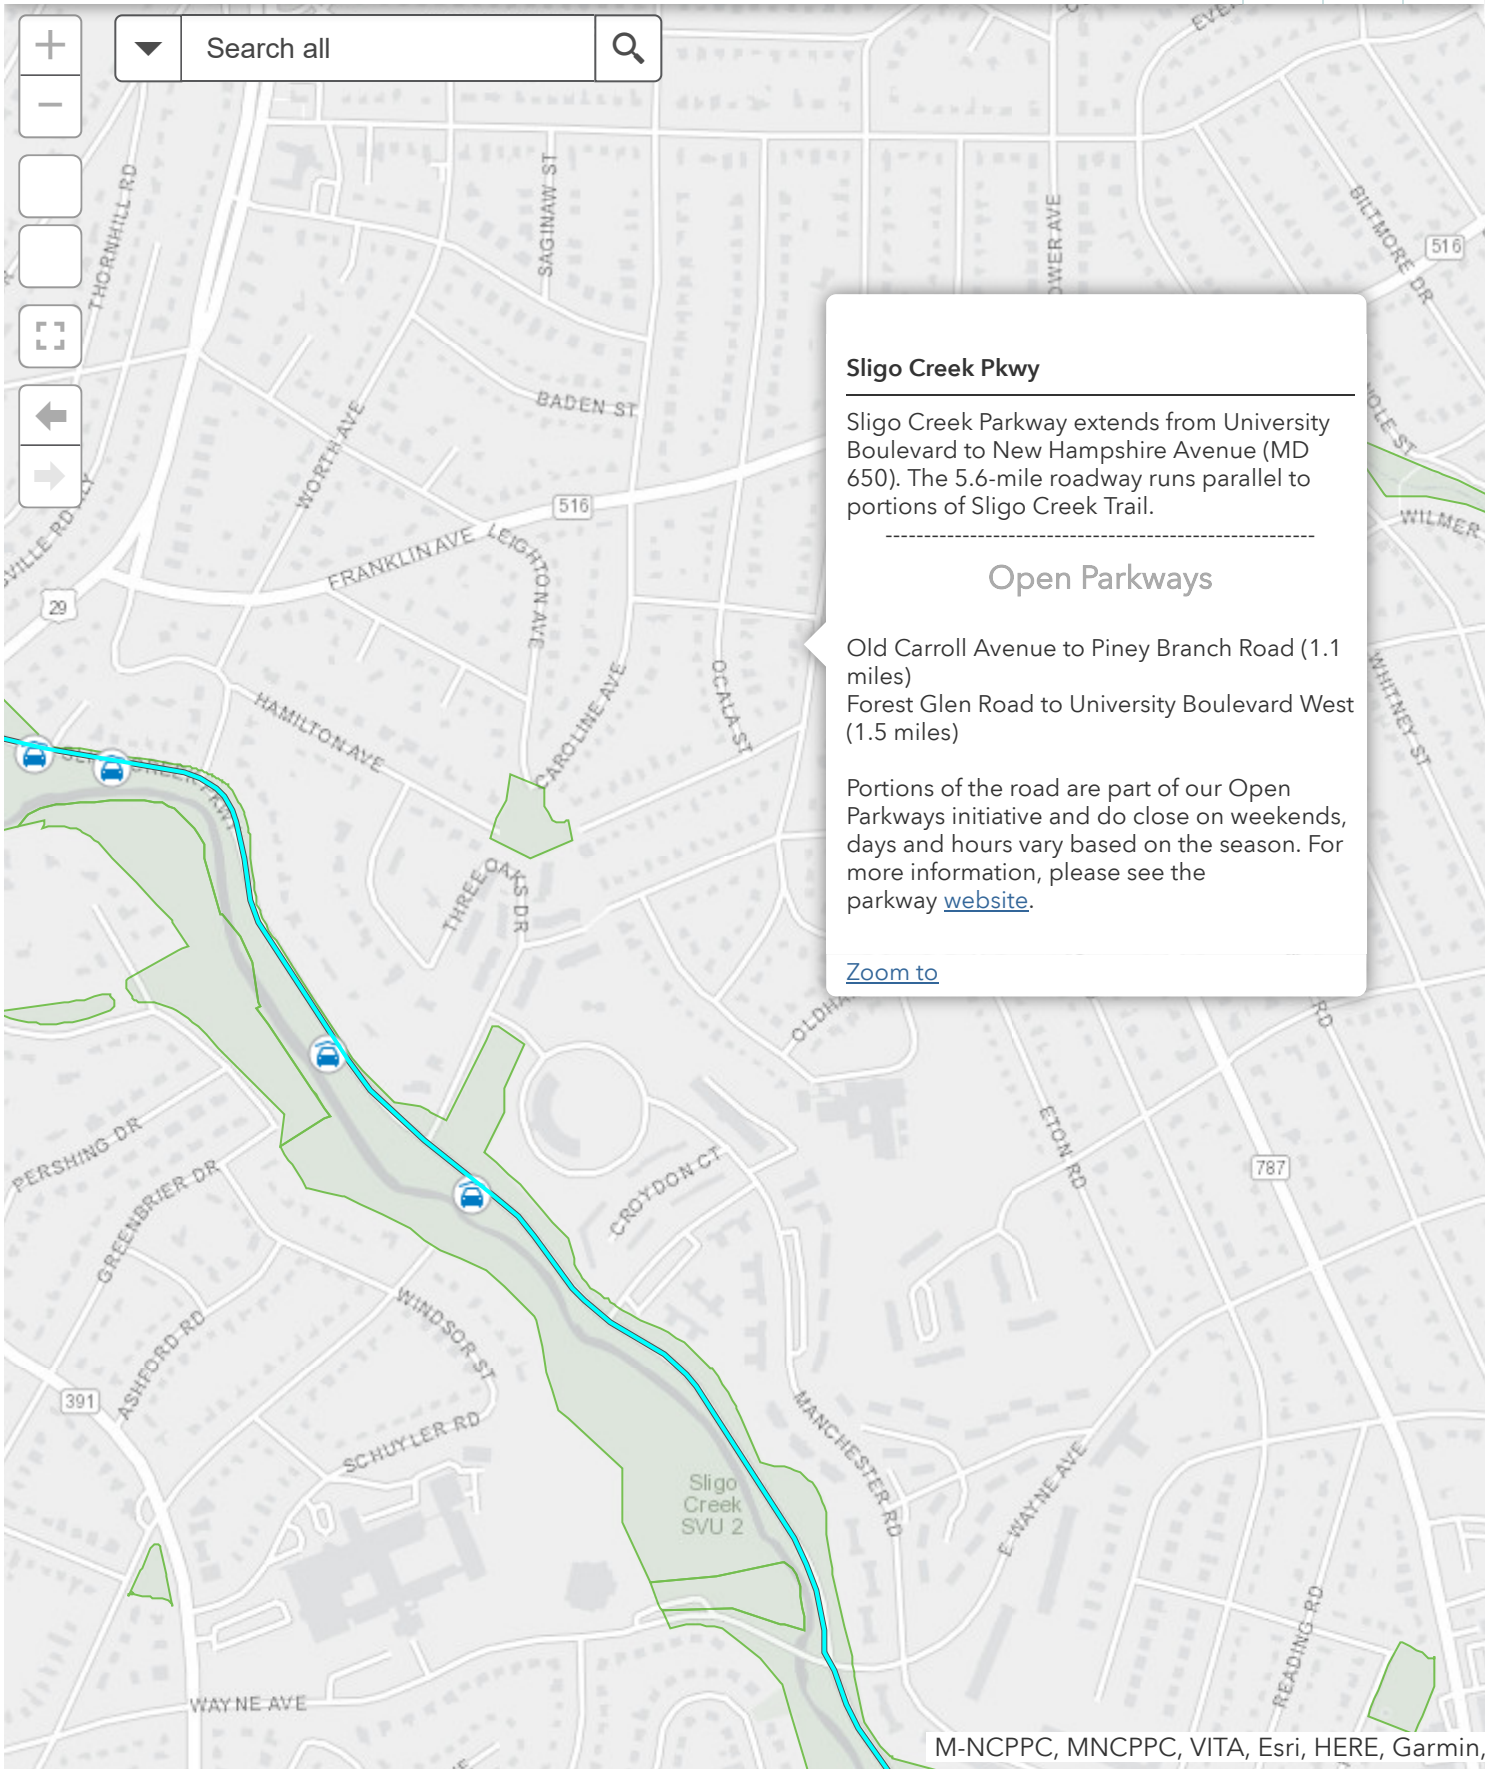 Search all
THORNHILL RD
SAGINAW ST
BILTMORE DR
516
BADEN ST
WORTH AVE
516
FRANKLIN AVE
LEIGHTON AVE
29
HAMILTON AVE
CAROLINE AVE
OCALA ST
WHITNEY ST
WILMER
Sligo Creek Pkwy
Sligo Creek Parkway extends from University
Boulevard to New Hampshire Avenue (MD
650). The 5.6-mile roadway runs parallel to
portions of Sligo Creek Trail.
-------------------------------------------------------
Open Parkways
Old Carroll Avenue to Piney Branch Road (1.1
miles)
Forest Glen Road to University Boulevard West
(1.5 miles)
Portions of the road are part of our Open
Parkways initiative and do close on weekends,
days and hours vary based on the season. For
more information, please see the
parkway website.
Zoom to
THREE OAKS DR
RD
PERSHING DR
GREENBRIER DR
CROYDON CT
ETON RD
787
WINDSOR ST
ASHFORD RD
391
SCHUYLER RD
MANCHESTER RD
E WAYNE AVE
Sligo
Creek
SVU 2
READING RD
WAYNE AVE
M-NCPPC, MNCPPC, VITA, Esri, HERE, Garmin,